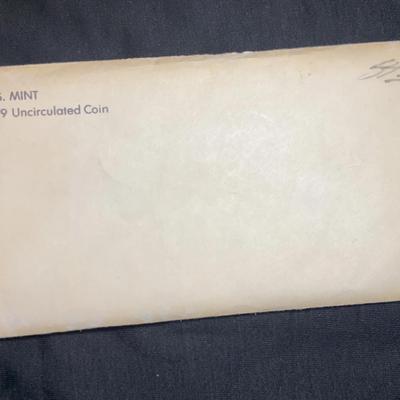 S. MINT
9 Uncirculated Coin